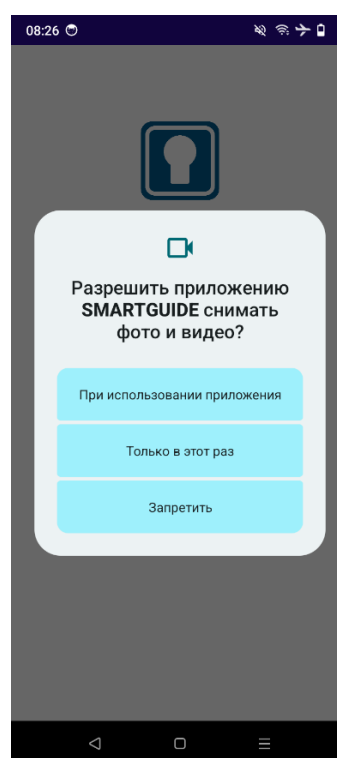 08:26
Разрешить приложению
SMARTGUIDE снимать
фото и видео?
При использовании приложения
Только в этот раз
Запретить